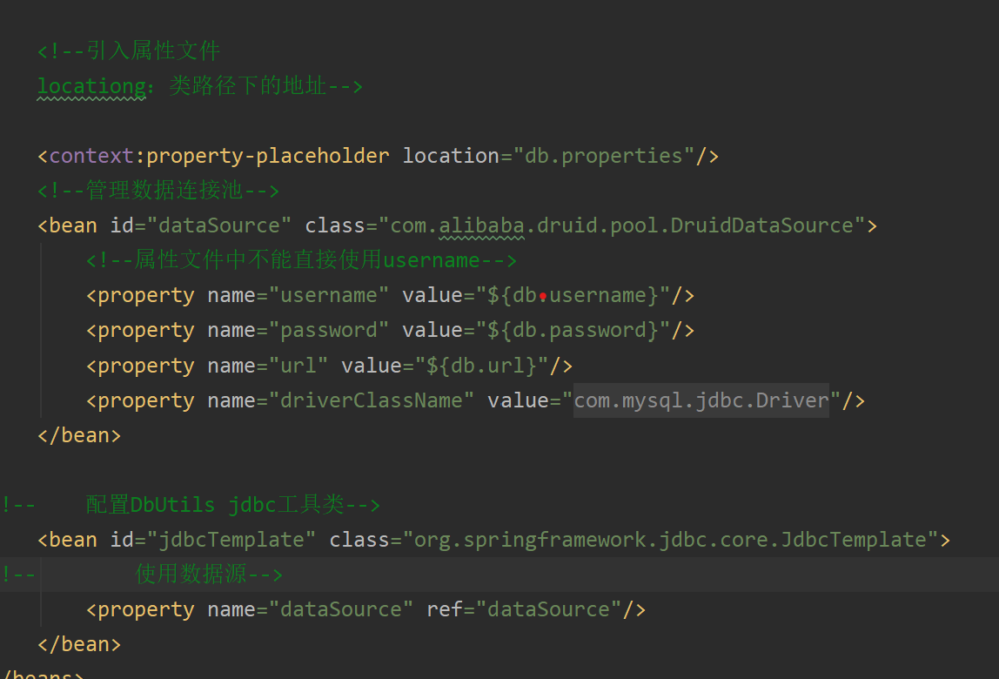 <!--引入属性文件
locationg：类路径下的地址-->
<context:property-placeholder location="db.properties"/>
<!--管理数据连接池-->
<bean id="dataSource" class="com.alibaba.druid.pool.DruidDataSource">
<!--属性文件中不能直接使用username-->
<property name="username" value="${db.username}"/>
<property name="password" value="${db.password}"/>
<property name="url" value="${db.url}"/>
<property name="driverClassName" value="com.mysql.jdbc.Driver"/>
</bean>
!-- 配置DbUtils jdbc工具类-->
<bean id="jdbcTemplate" class="org.springframework.jdbc.core.JdbcTemplate">
!-- 使用数据源-->
<property name="dataSource" ref="dataSource"/>
</bean>
/beans>